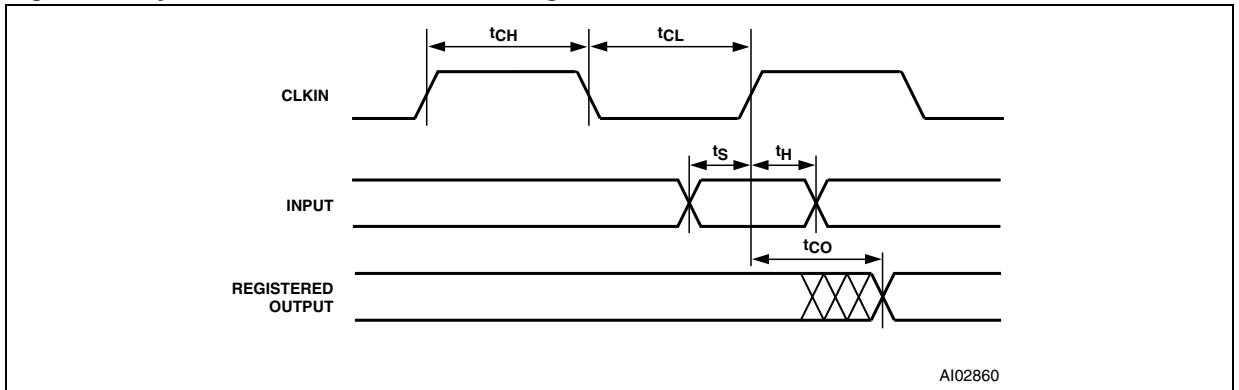 tCH
tCL
CLKIN
tS
tH
INPUT
tCO
REGISTERED
OUTPUT
AI02860